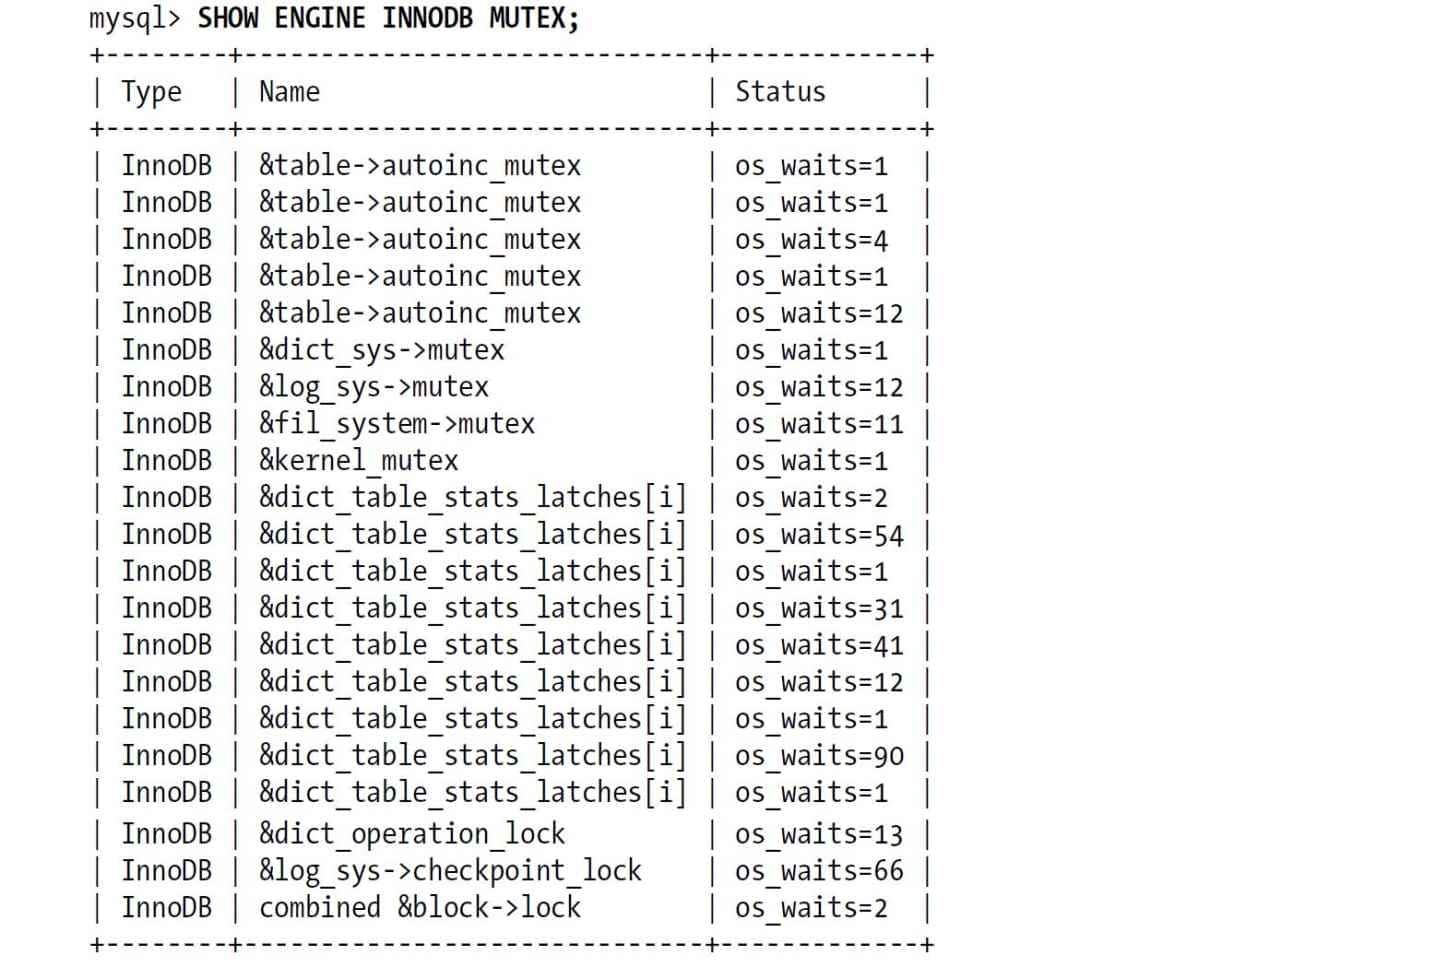 mysql> SHOW ENGINE INNODB MUTEX;
+--------+------------------------------+-------------+
| Type   | Name                         | Status      |
+--------+------------------------------+-------------+
| InnoDB | &table->autoinc_mutex        | os_waits=1  |
| InnoDB | &table->autoinc_mutex        | os_waits=1  |
| InnoDB | &table->autoinc_mutex        | os_waits=4  |
| InnoDB | &table->autoinc_mutex        | os_waits=1  |
| InnoDB | &table->autoinc_mutex        | os_waits=12 |
| InnoDB | &dict_sys->mutex             | os_waits=1  |
| InnoDB | &log_sys->mutex              | os_waits=12 |
| InnoDB | &fil_system->mutex           | os_waits=11 |
| InnoDB | &kernel_mutex                | os_waits=1  |
| InnoDB | &dict_table_stats_latches[i] | os_waits=2  |
| InnoDB | &dict_table_stats_latches[i] | os_waits=54 |
| InnoDB | &dict_table_stats_latches[i] | os_waits=1  |
| InnoDB | &dict_table_stats_latches[i] | os_waits=31 |
| InnoDB | &dict_table_stats_latches[i] | os_waits=41 |
| InnoDB | &dict_table_stats_latches[i] | os_waits=12 |
| InnoDB | &dict_table_stats_latches[i] | os_waits=1  |
| InnoDB | &dict_table_stats_latches[i] | os_waits=90 |
| InnoDB | &dict_table_stats_latches[i] | os_waits=1  |
| InnoDB | &dict_operation_lock         | os_waits=13 |
| InnoDB | &log_sys->checkpoint_lock    | os_waits=66 |
| InnoDB | combined &block->lock        | os_waits=2  |
+--------+------------------------------+-------------+